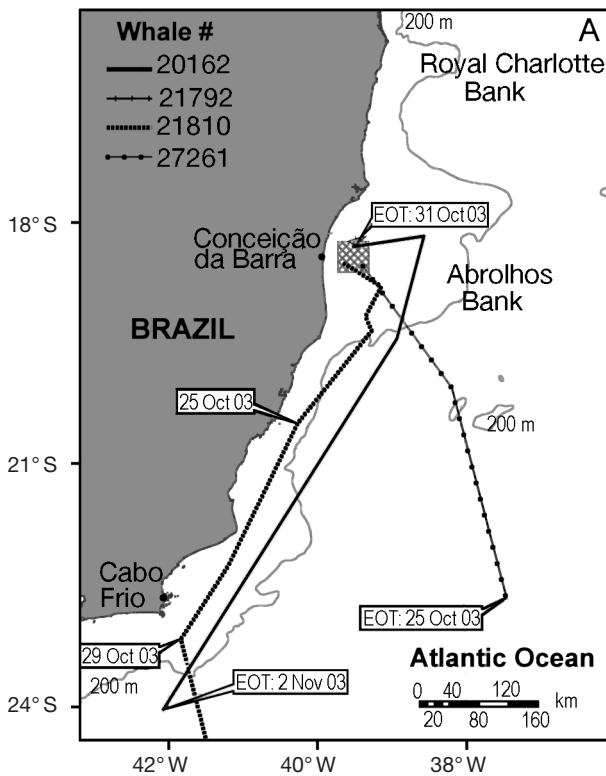 200 m
A
Whale #
20162
21792
21810
27261
Royal Charlotte
Bank
18° S
EOT: 31 Oct 03
Conceição
da Barra
Abrolhos
Bank
BRAZIL
25 Oct 03
200 m
21° S
Cabo
Frio
EOT: 25 Oct 03
29 Oct 03
Atlantic Ocean
200 m
EOT: 2 Nov 03
0 40 120
km
20 80 160
24° S
42° W 40° W 38° W